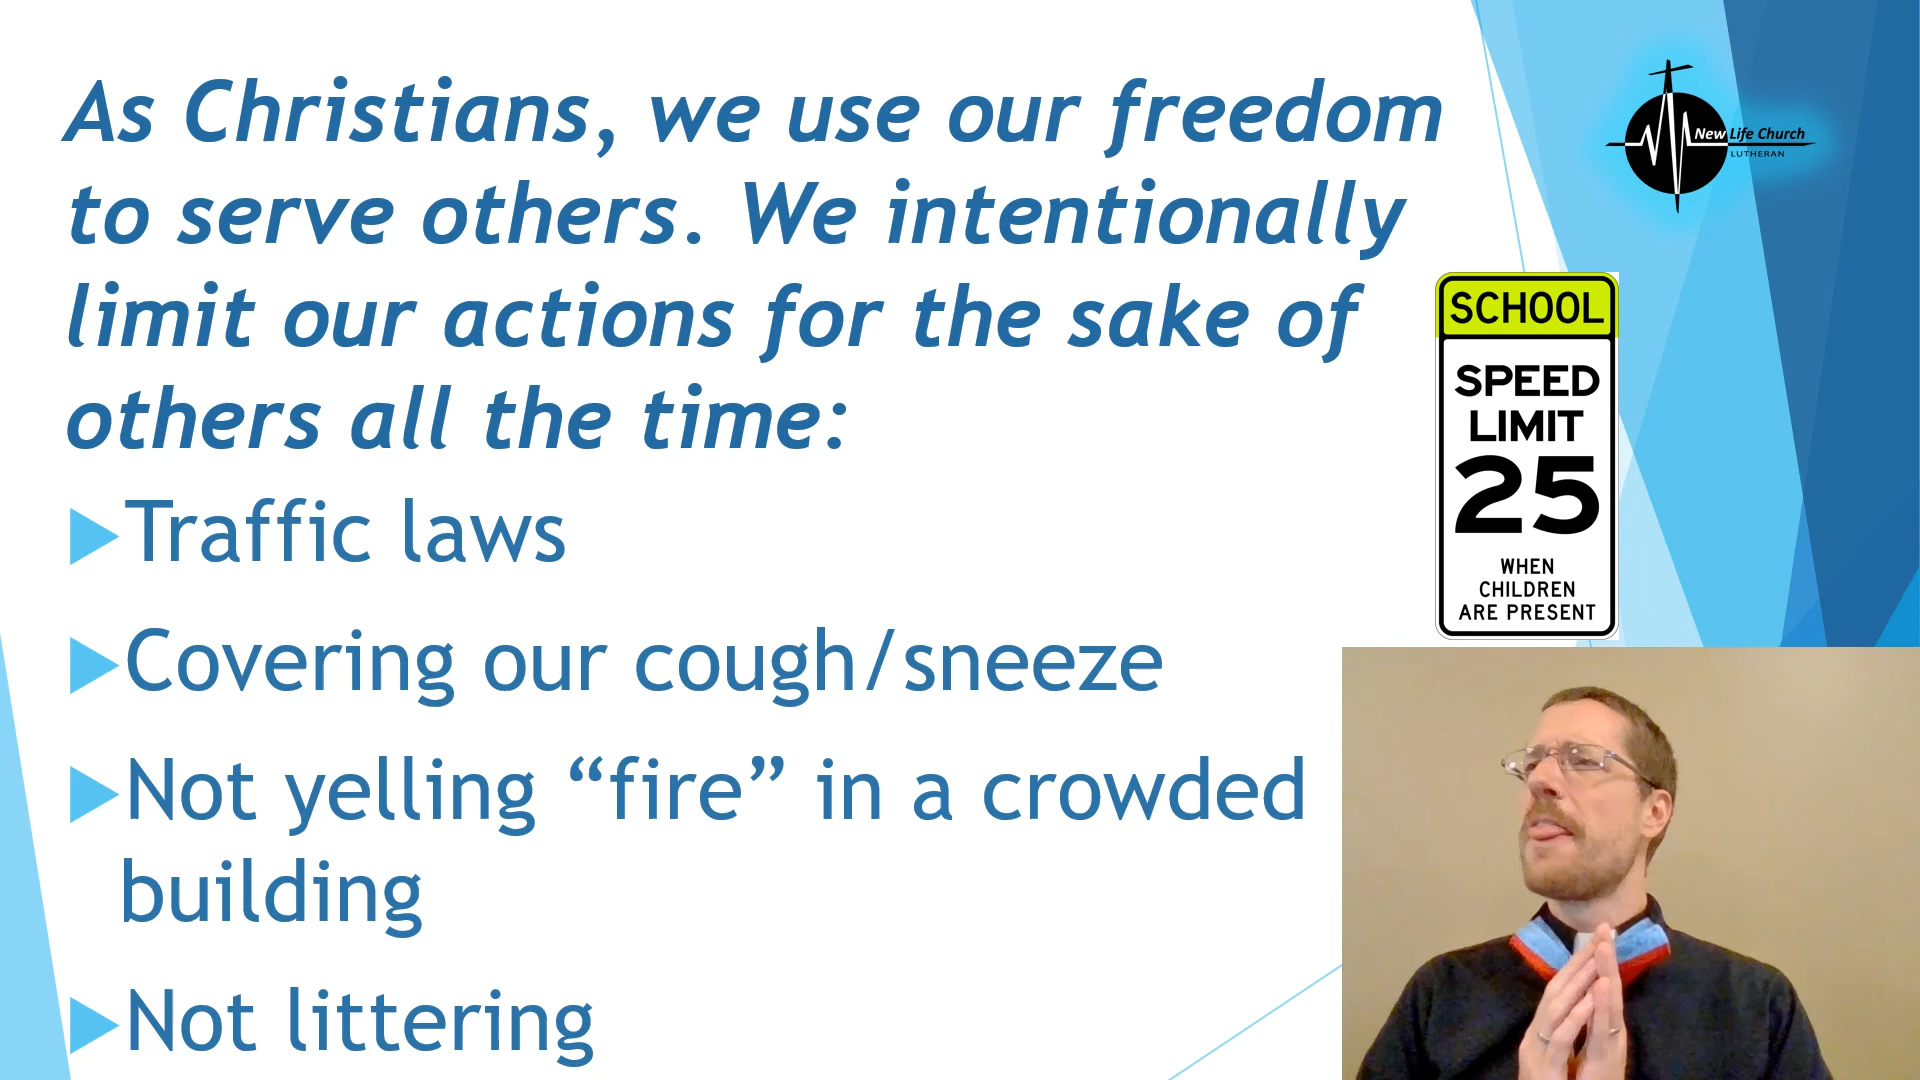 As Christians, we use our freedom
to serve others. We intentionally
limit our actions for the sake of
others all the time:
Traffic laws
Covering our cough/sneeze
Not yelling “fire” in a crowded
building
Not littering
New Life Church
LUTHERAN
SCHOOL
SPEED
LIMIT
25
WHEN
CHILDREN
ARE PRESENT